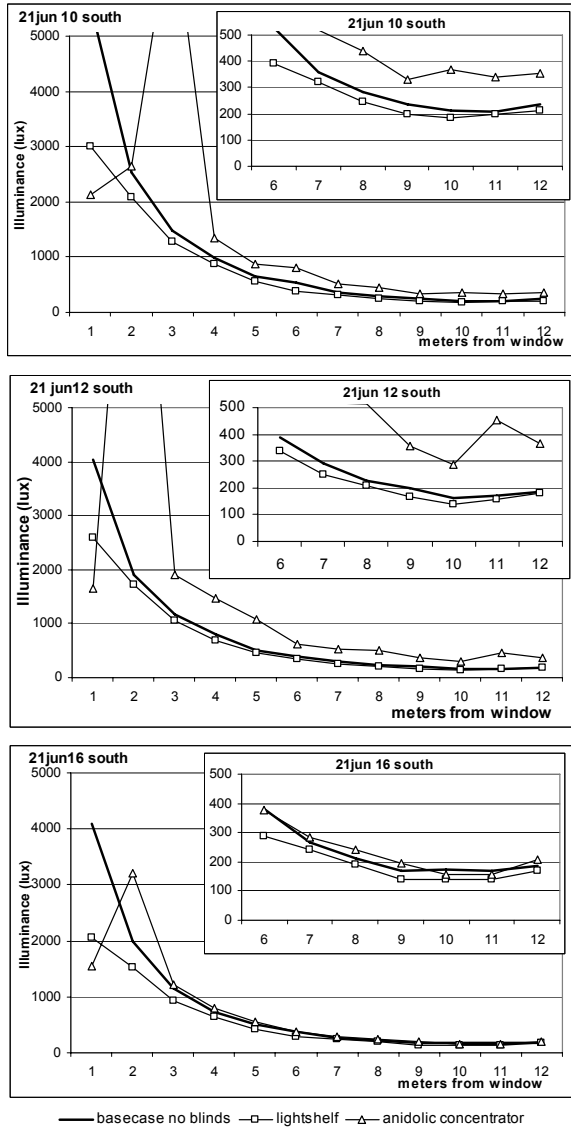 21jun 10 south
5000
4000
3000
2000
1000
0
Illuminance (lux)
1 2 3 4 5 6 7 8 9 10 11 12
meters from window
21jun 10 south
500
400
300
200
100
0
6 7 8 9 10 11 12
21 jun12 south
5000
4000
3000
2000
1000
0
Illuminance (lux)
1 2 3 4 5 6 7 8 9 10 11 12
meters from window
21jun 12 south
500
400
300
200
100
0
6 7 8 9 10 11 12
21jun16 south
5000
4000
3000
2000
1000
0
Illuminance (lux)
1 2 3 4 5 6 7 8 9 10 11 12
meters from window
21jun 16 south
500
400
300
200
100
0
6 7 8 9 10 11 12
basecase no blinds lightshelf anidolic concentrator